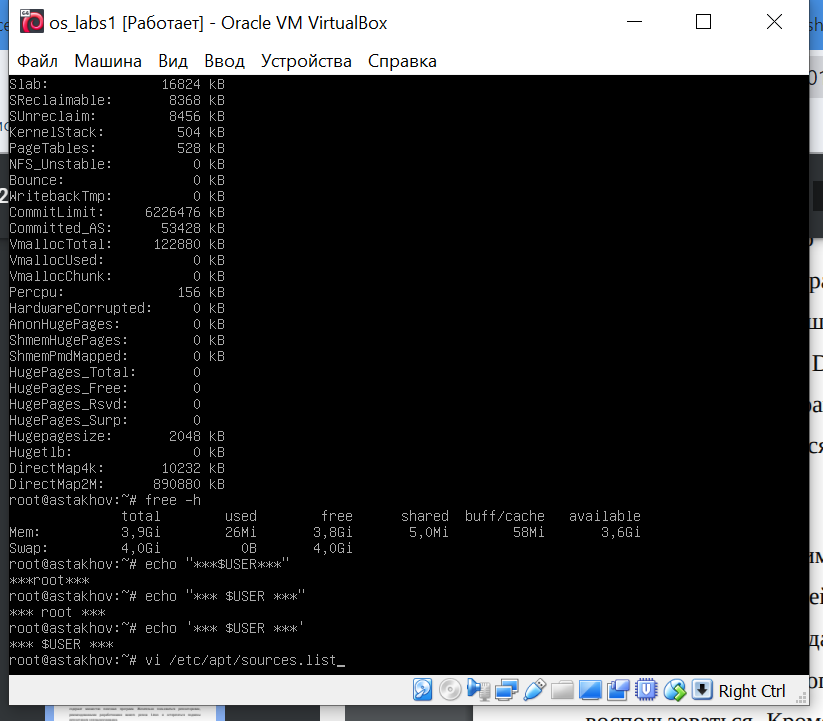 os_labs1 [Работает] - Oracle VM VirtualBox
Файл Машина Вид Ввод Устройства Справка
Slab: 16824 kB
SReclaimable: 8368 kB
SUnreclaim: 8456 kB
KernelStack: 504 kB
PageTables: 528 kB
NFS_Unstable: 0 kB
Bounce: 0 kB
WritebackTmp: 0 kB
CommitLimit: 6226476 kB
Committed_AS: 53428 kB
VmallocTotal: 122880 kB
VmallocUsed: 0 kB
VmallocChunk: 0 kB
Percpu: 156 kB
HardwareCorrupted: 0 kB
AnonHugePages: 0 kB
ShmemHugePages: 0 kB
ShmemPmdMapped: 0 kB
HugePages_Total: 0
HugePages_Free: 0
HugePages_Rsvd: 0
HugePages_Surp: 0
Hugepagesize: 2048 kB
Hugetlb: 0 kB
DirectMap4k: 10232 kB
DirectMap2M: 890880 kB
root@astakhov:~# free -h
total used free shared buff/cache available
Mem: 3,9Gi 26Mi 3,8Gi 5,0Mi 58Mi 3,6Gi
Swap: 4,0Gi 0B 4,0Gi
root@astakhov:~# echo "***$USER***"
***root***
root@astakhov:~# echo "*** $USER ***"
*** root ***
root@astakhov:~# echo '*** $USER ***'
*** $USER ***
root@astakhov:~# vi /etc/apt/sources.list_
Right Ctrl
воспользоваться.